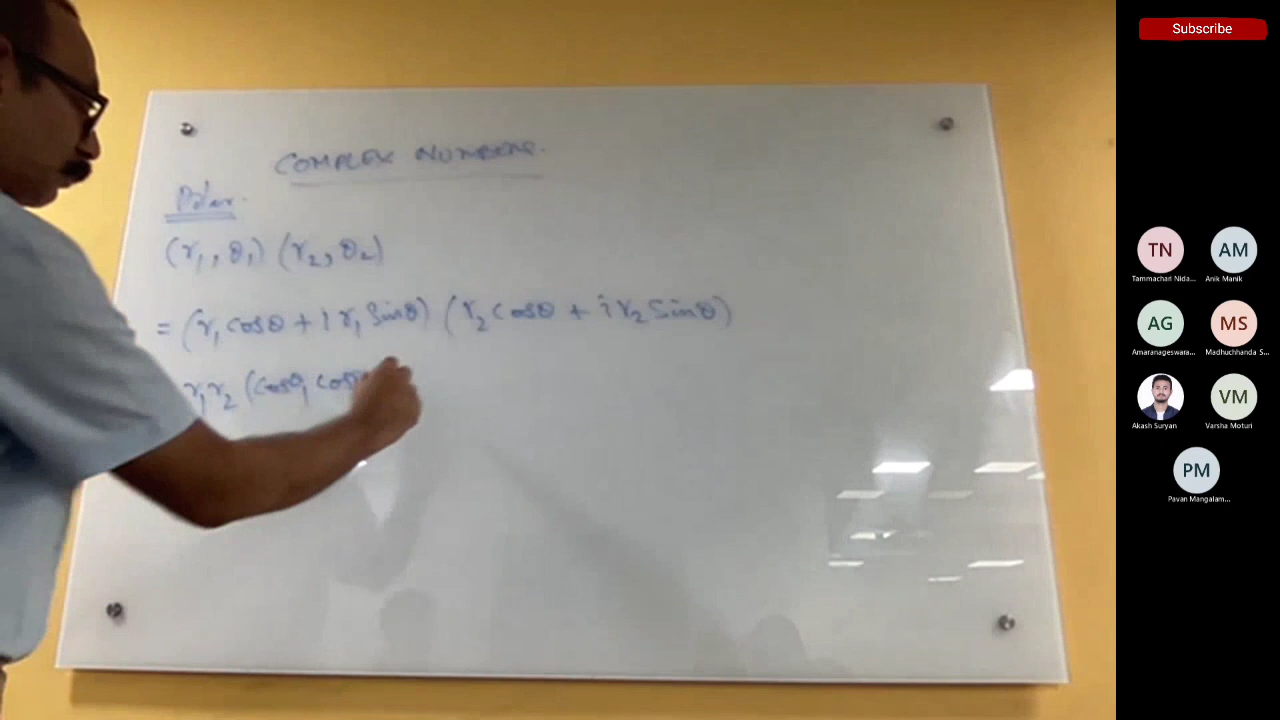 Subscribe
COMPLEX NUMBERS.
Polar.
(r₁, θ₁) (r₂, θ₂)
= (r₁ cosθ + i r₁ Sinθ) (r₂ cosθ + i r₂ Sinθ)
r₁r₂ (cosθ₁ cos
TN
AM
Tammachari Nida...
Anik Manik
AG
MS
Amaranageswara...
Madhuchhanda S...
VM
Akash Suryan
Varsha Moturi
PM
Pavan Mangalam...